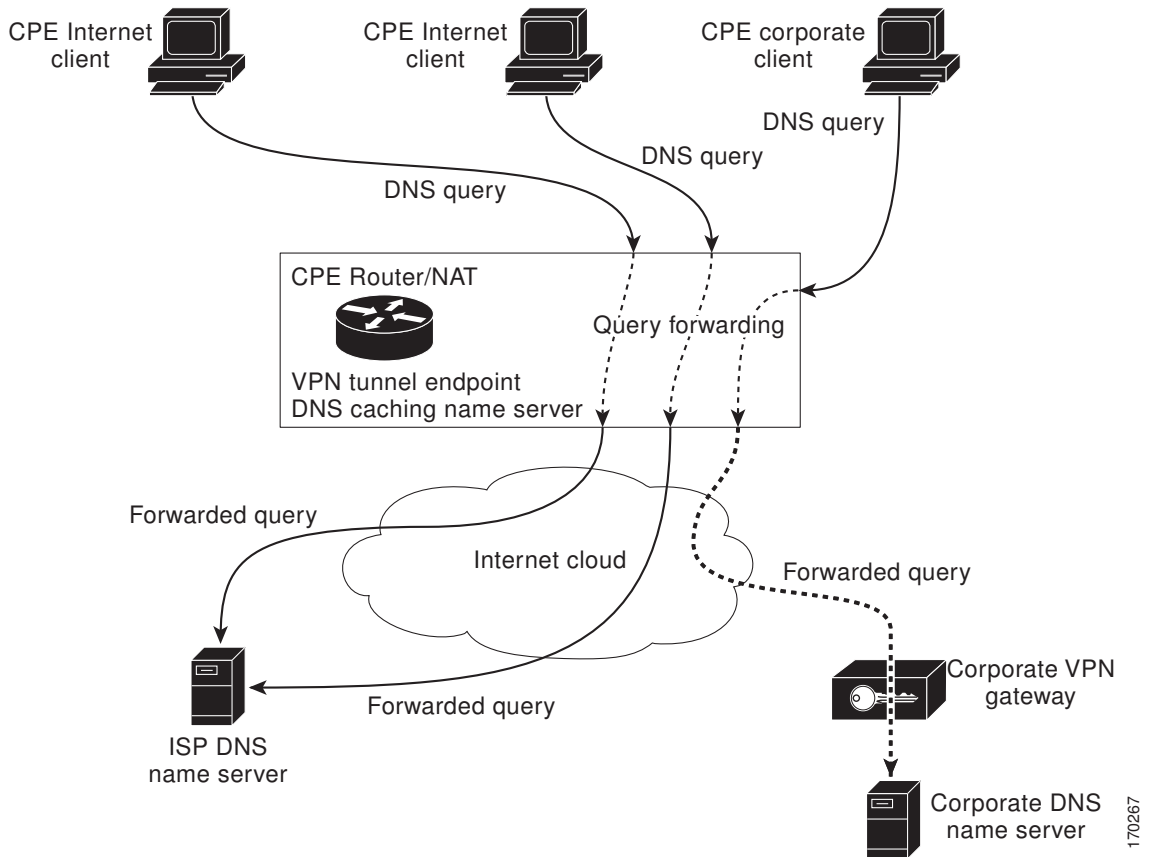 CPE Internet
client
CPE Internet
client
CPE corporate
client
DNS query
DNS query
DNS query
CPE Router/NAT
Query forwarding
VPN tunnel endpoint
DNS caching name server
Forwarded query
Internet cloud
Forwarded query
Forwarded query
Corporate VPN
gateway
ISP DNS
name server
Corporate DNS
name server
170267